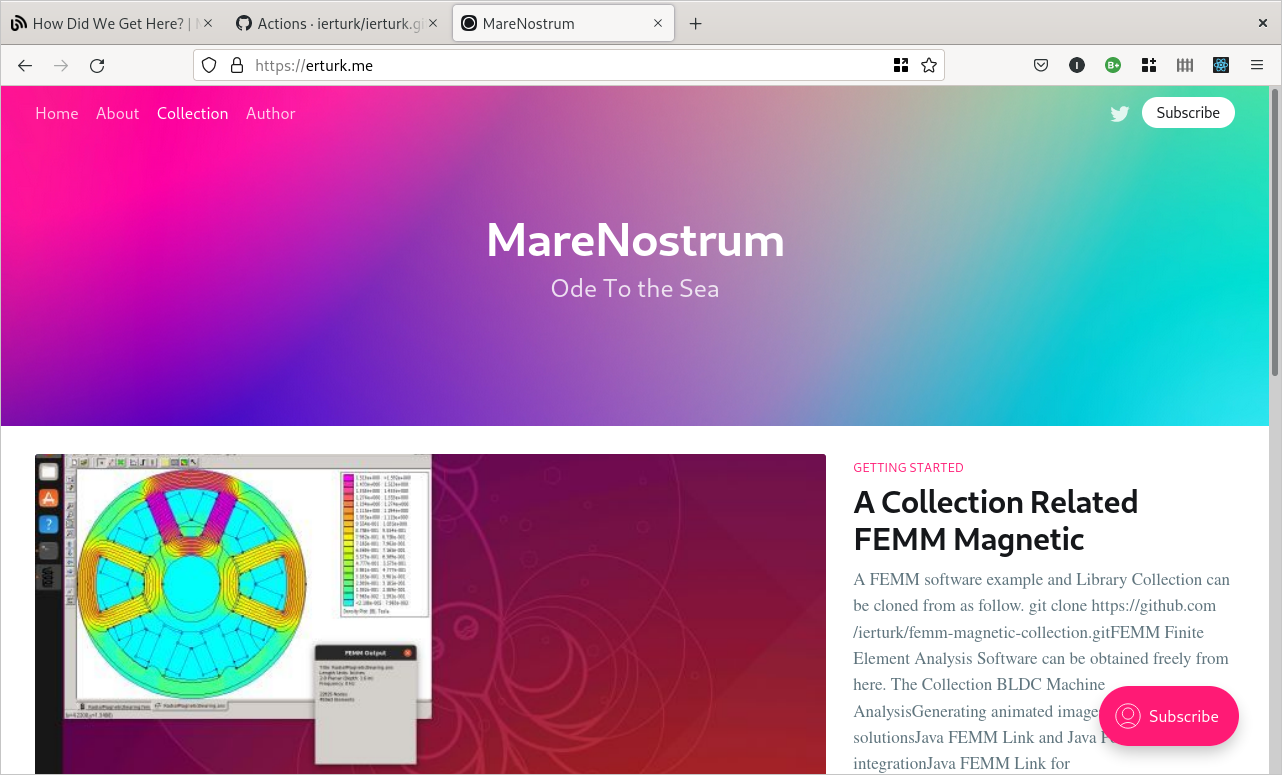 How Did We Get Here? |
Actions · ierturk/ierturk.gi
MareNostrum
https://erturk.me
Home About Collection Author
Subscribe
MareNostrum
Ode To the Sea
GETTING STARTED
A Collection Related
FEMM Magnetic
A FEMM software example and Library Collection can
be cloned from as follow. git clone https://github.com
/ierturk/femm-magnetic-collection.gitFEMM Finite
Element Analysis Software can be obtained freely from
here. The Collection BLDC Machine
AnalysisGenerating animated image
solutionsJava FEMM Link and Java
integrationJava FEMM Link for
Subscribe
FEMM Output